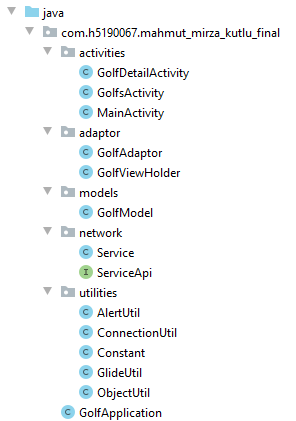 java
com.h5190067.mahmut_mirza_kutlu_final
activities
C GolfDetailActivity
C GolfsActivity
C MainActivity
adaptor
C GolfAdaptor
C GolfViewHolder
models
C GolfModel
network
C Service
I ServiceApi
utilities
C AlertUtil
C ConnectionUtil
C Constant
C GlideUtil
C ObjectUtil
C GolfApplication